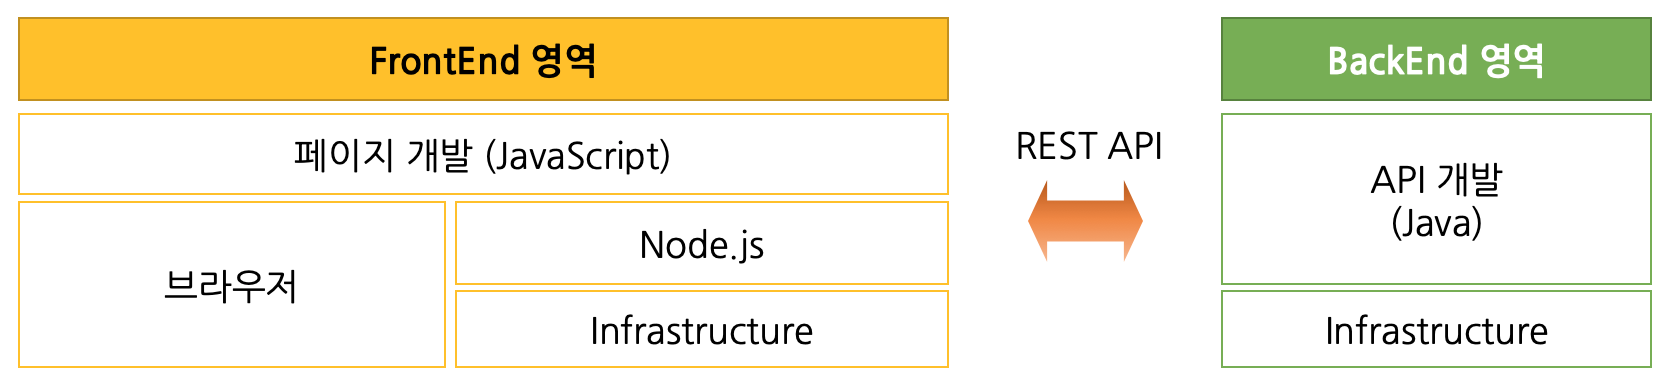 FrontEnd 영역
BackEnd 영역
페이지 개발 (JavaScript)
REST API
API 개발
(Java)
브라우저
Node.js
Infrastructure
Infrastructure